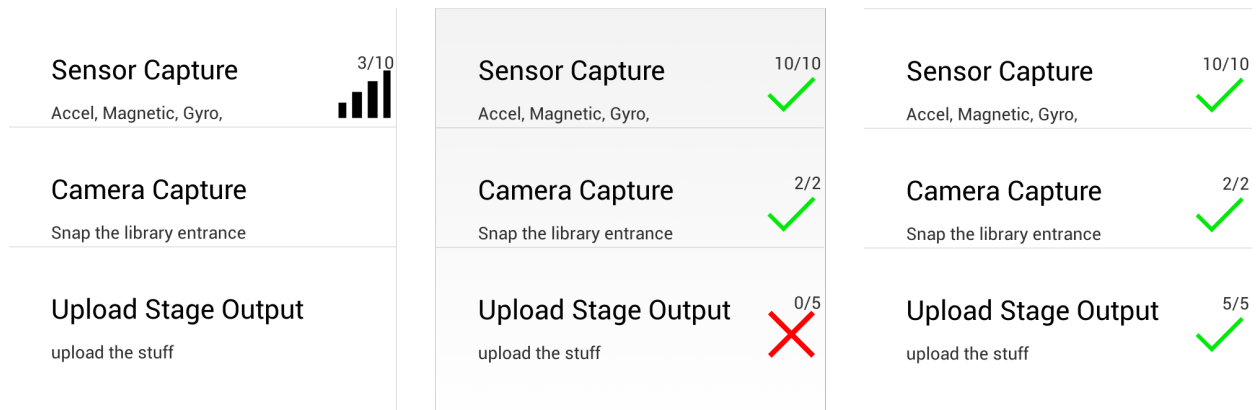 Sensor Capture
3/10
Accel, Magnetic, Gyro,
Camera Capture
Snap the library entrance
Upload Stage Output
upload the stuff
Sensor Capture
10/10
Accel, Magnetic, Gyro,
Camera Capture
2/2
Snap the library entrance
Upload Stage Output
0/5
upload the stuff
Sensor Capture
10/10
Accel, Magnetic, Gyro,
Camera Capture
2/2
Snap the library entrance
Upload Stage Output
5/5
upload the stuff